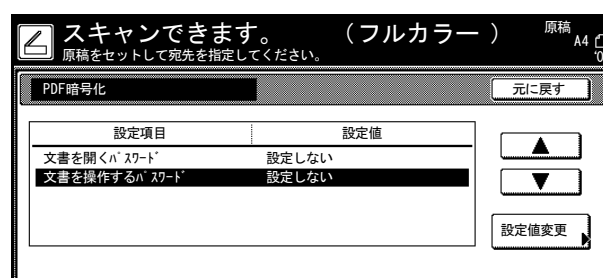 スキャンできます。 （フルカラー ） 原稿
A4
原稿をセットして宛先を指定してください。
PDF暗号化 元に戻す
設定項目 設定値
文書を開くﾊﾟｽﾜｰﾄﾞ 設定しない
文書を操作するﾊﾟｽﾜｰﾄﾞ 設定しない
▲
▼
設定値変更